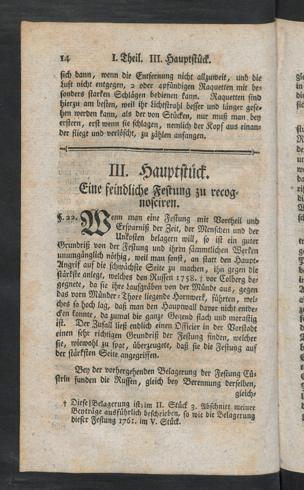 14 I. Theil. III. Hauptstück.
sich dann, wenn die Entfernung nicht allzuweit, und die
Luft nicht entgegen, 2 oder 4pfündigen Raquetten mit be-
sonders starken Schlägen bedienen kann. Raquetten sind
hierzu am besten, weil ihr Lichtstrahl besser und länger gese-
hen werden kann, als der von Stücken, nur muß man bey
erstern, erst wenn sie schlagen, nemlich der Kopf aus einan-
der fliegt und verlöscht, zu zählen anfangen.
III. Hauptstück.
Eine feindliche Festung zu recog-
nosciren.
§. 22. Wenn man eine Festung mit Vortheil und
Ersparniß der Zeit, der Menschen und der
Unkosten belagern will, so ist ein guter
Grundriß von der Festung und ihren sämmtlichen Werken
unumgänglich nöthig, weil man sonst, an statt den Haupt-
Angriff auf die schwächste Seite zu machen, ihn gegen die
stärkste anlegt, welches den Russen 1758. † vor Colberg be-
gegnete, da sie ihre Laufgräben von der Münde aus, gegen
das vorm Münder-Thore liegende Hornwerk, führten, wel-
ches so hoch lag, daß man den Hauptwall davor nicht entde-
cken konnte, da zumal die ganze Gegend flach und morastig
ist. Der Zufall ließ endlich einen Officier in der Vorstadt
einen sehr richtigen Grundriß der Festung finden, welcher
sie, wiewohl zu spat, überzeugete, daß sie die Festung auf
der stärksten Seite angegriffen.
Bey der vorhergehenden Belagerung der Festung Cü-
strin funden die Russen, gleich bey Berennung derselben,
gleich-
† Diese Belagerung ist im II. Stück 3. Abschnitt meiner
Beyträge ausführlich beschrieben, so wie die Belagerung
dieser Festung 1761. im V. Stück.